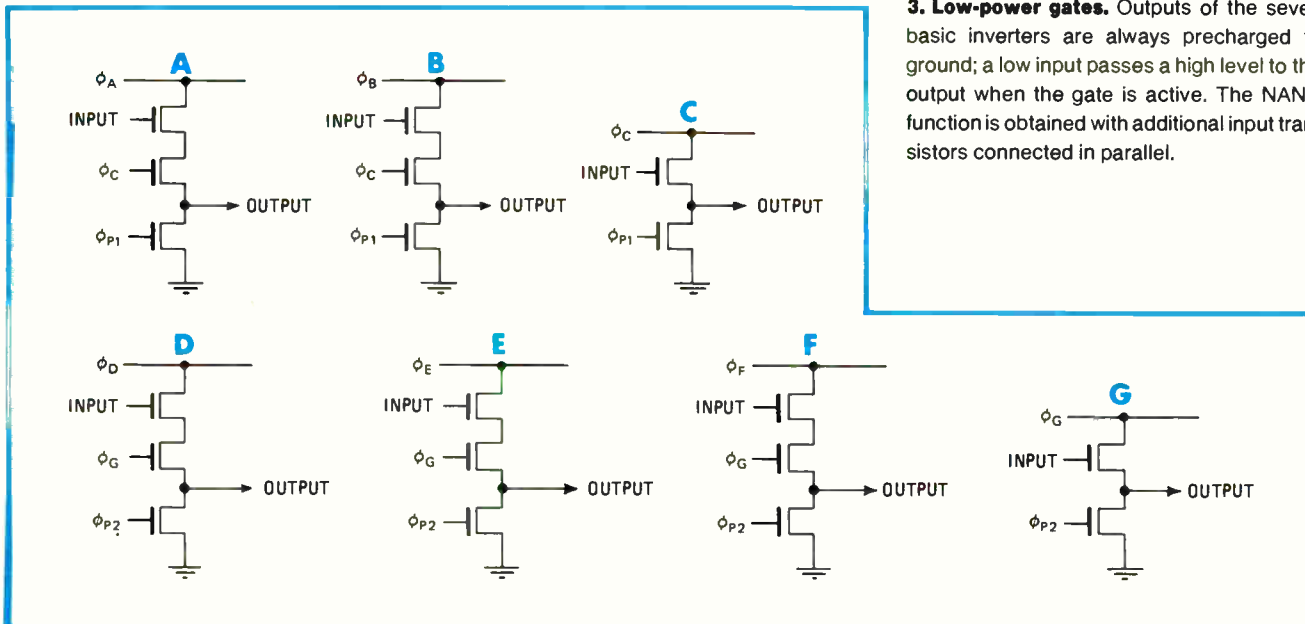 3. Low-power gates. Outputs of the seve
basic inverters are always precharged
ground; a low input passes a high level to th
output when the gate is active. The NAN
function is obtained with additional input tran
sistors connected in parallel.
A
ϕA
INPUT
ϕC
OUTPUT
ϕP1
B
ϕB
INPUT
ϕC
OUTPUT
ϕP1
C
ϕC
INPUT
OUTPUT
ϕP1
D
ϕD
INPUT
ϕG
OUTPUT
ϕP2
E
ϕE
INPUT
ϕG
OUTPUT
ϕP2
F
ϕF
INPUT
ϕG
OUTPUT
ϕP2
G
ϕG
INPUT
OUTPUT
ϕP2